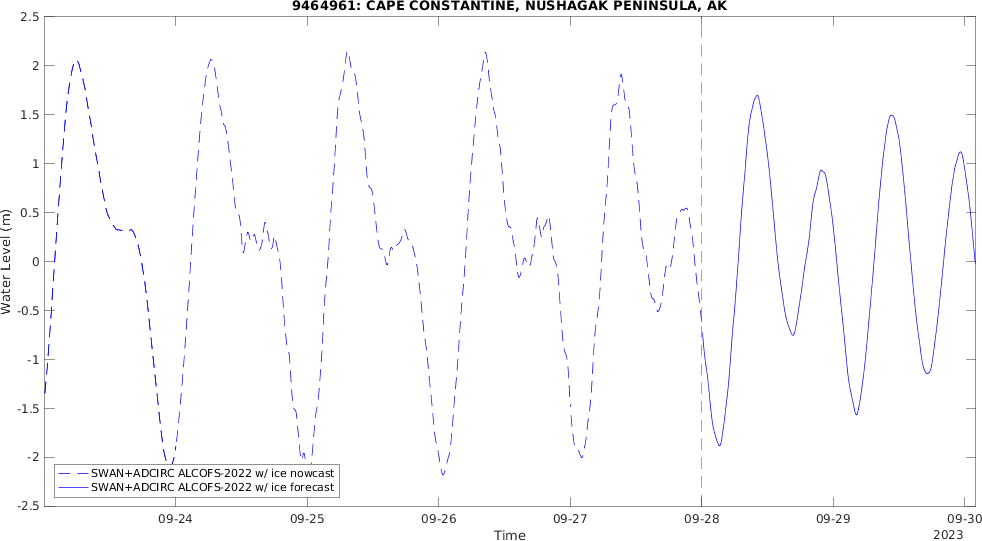 9464961: CAPE CONSTANTINE, NUSHAGAK PENINSULA, AK
2.5
2
1.5
1
0.5
0
-0.5
-1
-1.5
-2
-2.5
Water Level (m)
SWAN+ADCIRC ALCOFS-2022 w/ ice nowcast
SWAN+ADCIRC ALCOFS-2022 w/ ice forecast
09-24 09-25 09-26 09-27 09-28 09-29 09-30
Time
2023